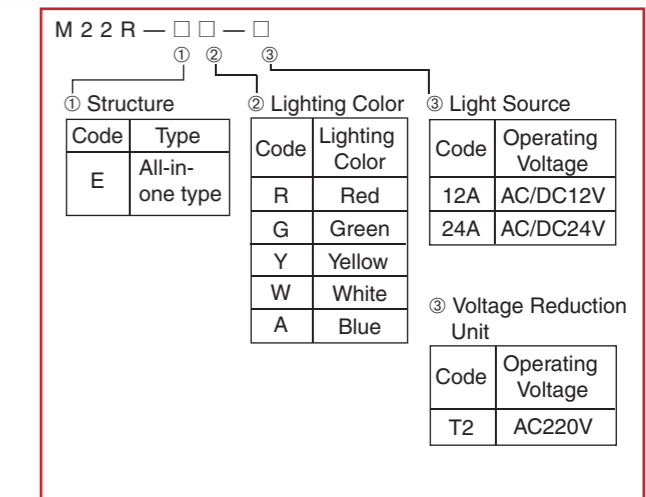 M 2 2 R — □ □ — □
① ② ③
① Structure
Code Type
E All-in-
one type
② Lighting Color
Code Lighting
Color
R Red
G Green
Y Yellow
W White
A Blue
③ Light Source
Code Operating
Voltage
12A AC/DC12V
24A AC/DC24V
③ Voltage Reduction
Unit
Code Operating
Voltage
T2 AC220V